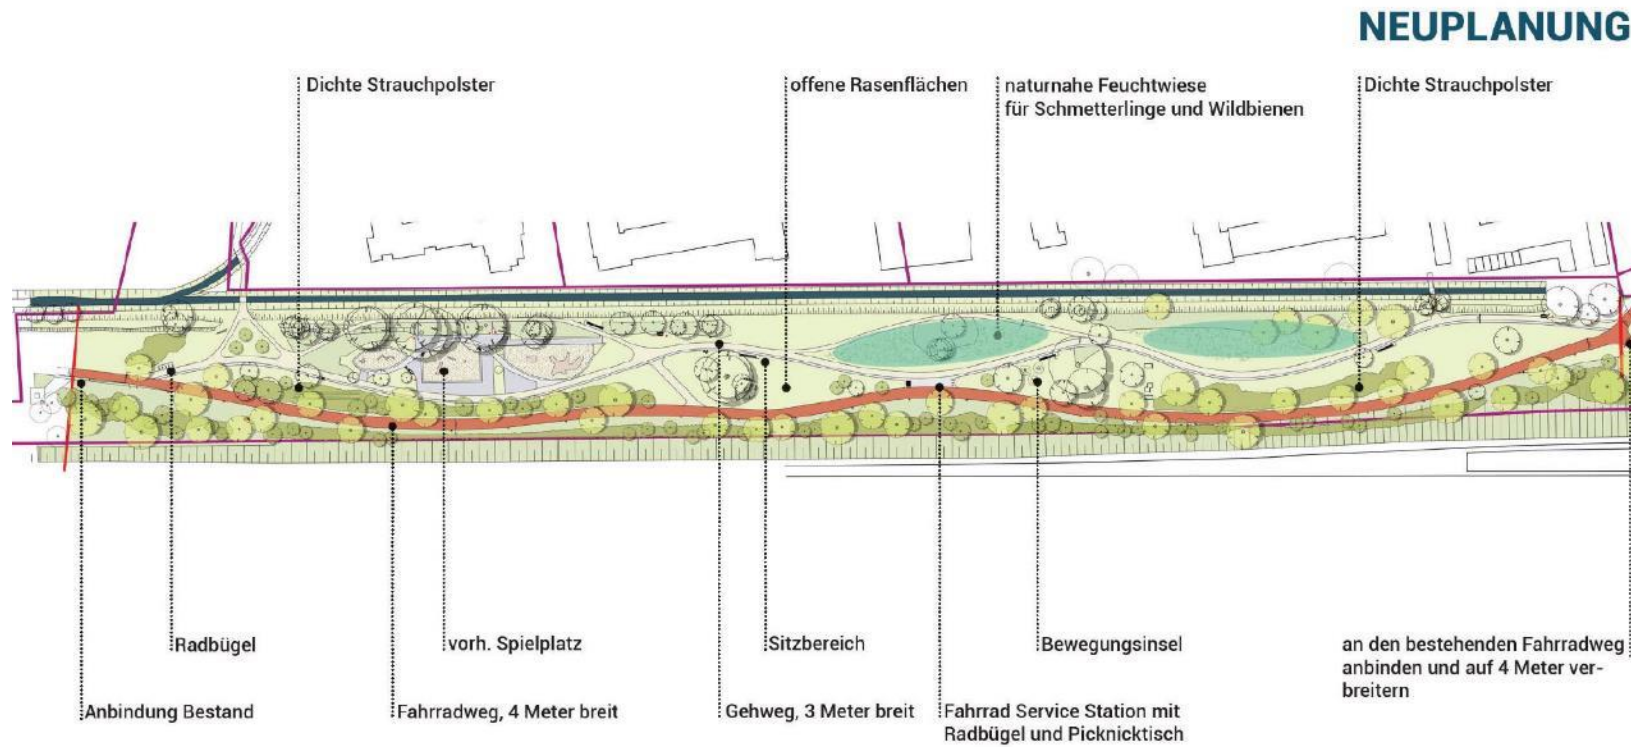 NEUPLANUNG
Dichte Strauchpolster
offene Rasenflächen
naturnahe Feuchtwiese
für Schmetterlinge und Wildbienen
Dichte Strauchpolster
Radbügel
vorh. Spielplatz
Sitzbereich
Bewegungsinsel
an den bestehenden Fahrradweg
anbinden und auf 4 Meter ver-
breitern
Anbindung Bestand
Fahrradweg, 4 Meter breit
Gehweg, 3 Meter breit
Fahrrad Service Station mit
Radbügel und Picknicktisch